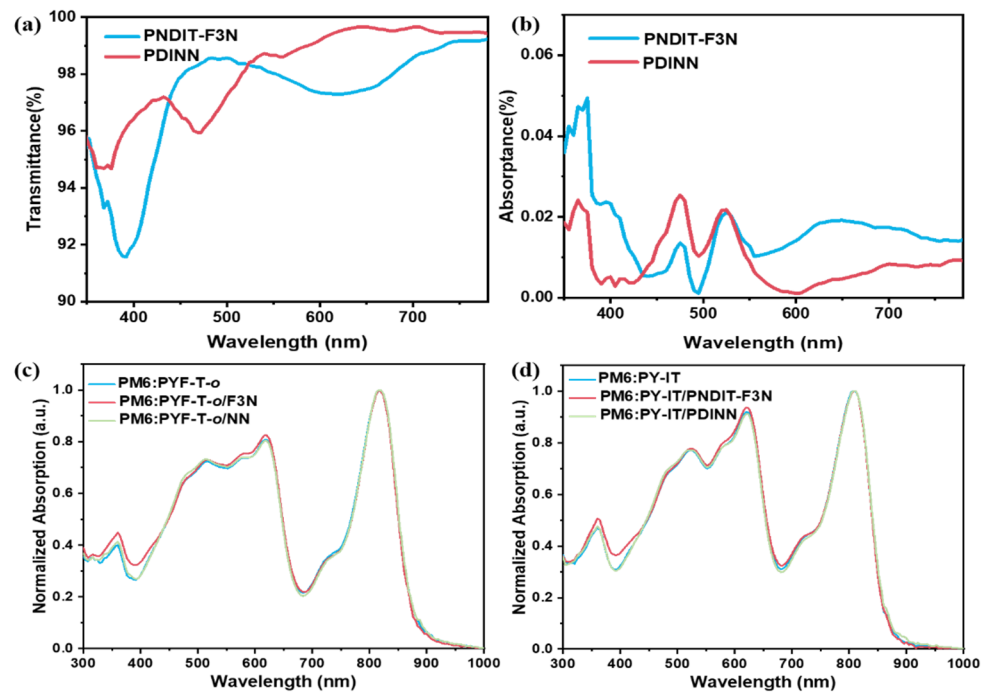 (a)
100
98
96
94
92
90
Transmittance(%)
PNDIT-F3N
PDINN
400
500
600
700
Wavelength (nm)
(b)
0.06
0.04
0.02
0.00
Absorptance(%)
PNDIT-F3N
PDINN
400
500
600
700
Wavelength (nm)
(c)
1.0
0.8
0.6
0.4
0.2
0.0
Normalized Absorption (a.u.)
PM6:PYF-T-o
PM6:PYF-T-o/F3N
PM6:PYF-T-o/NN
300 400 500 600 700 800 900 1000
Wavelength (nm)
(d)
1.0
0.8
0.6
0.4
0.2
0.0
Normalized Absorption (a.u.)
PM6:PY-IT
PM6:PY-IT/PNDIT-F3N
PM6:PY-IT/PDINN
300 400 500 600 700 800 900 1000
Wavelength (nm)